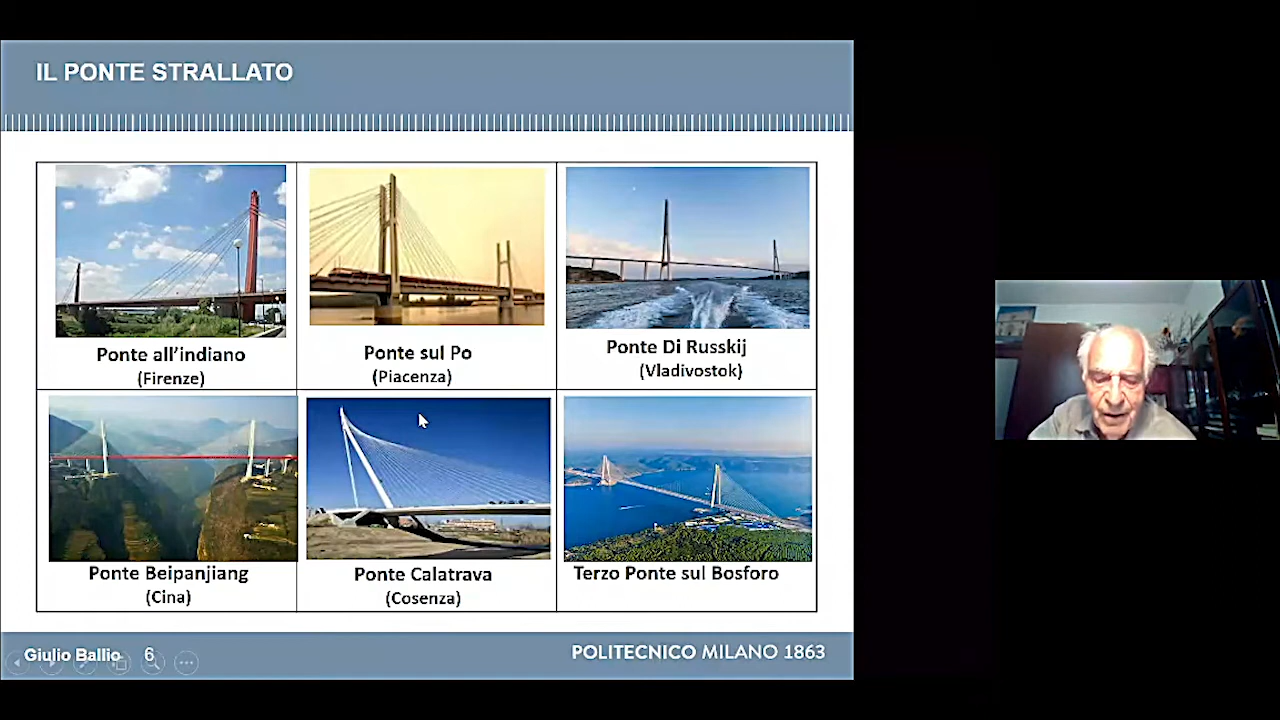 IL PONTE STRALLATO
Ponte all'indiano
(Firenze)
Ponte sul Po
(Piacenza)
Ponte Di Russkij
(Vladivostok)
Ponte Beipanjiang
(Cina)
Ponte Calatrava
(Cosenza)
Terzo Ponte sul Bosforo
Giulio Ballio 6
POLITECNICO MILANO 1863